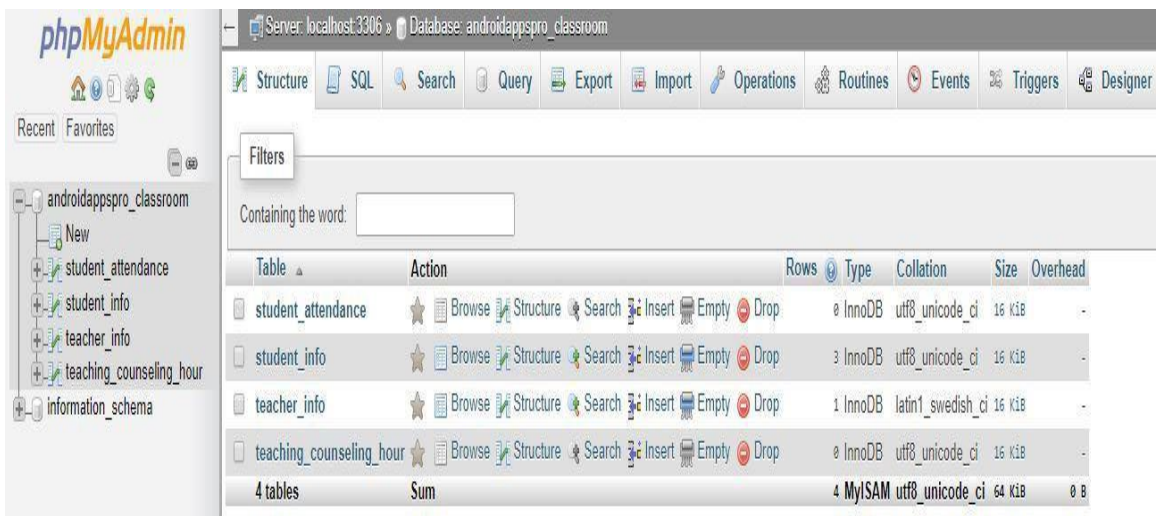 phpMyAdmin
Recent Favorites
androidappspro_classroom
New
student_attendance
student_info
teacher_info
teaching_counseling_hour
information_schema
← Server: localhost:3306 » Database: androidappspro_classroom
Structure SQL Search Query Export Import Operations Routines Events Triggers Designer
Filters
Containing the word:
Table Action Rows Type Collation Size Overhead
student_attendance Browse Structure Search Insert Empty Drop 0 InnoDB utf8_unicode_ci 16 KiB -
student_info Browse Structure Search Insert Empty Drop 3 InnoDB utf8_unicode_ci 16 KiB -
teacher_info Browse Structure Search Insert Empty Drop 1 InnoDB latin1_swedish_ci 16 KiB -
teaching_counseling_hour Browse Structure Search Insert Empty Drop 0 InnoDB utf8_unicode_ci 16 KiB -
4 tables Sum 4 MyISAM utf8_unicode_ci 64 KiB 0 B